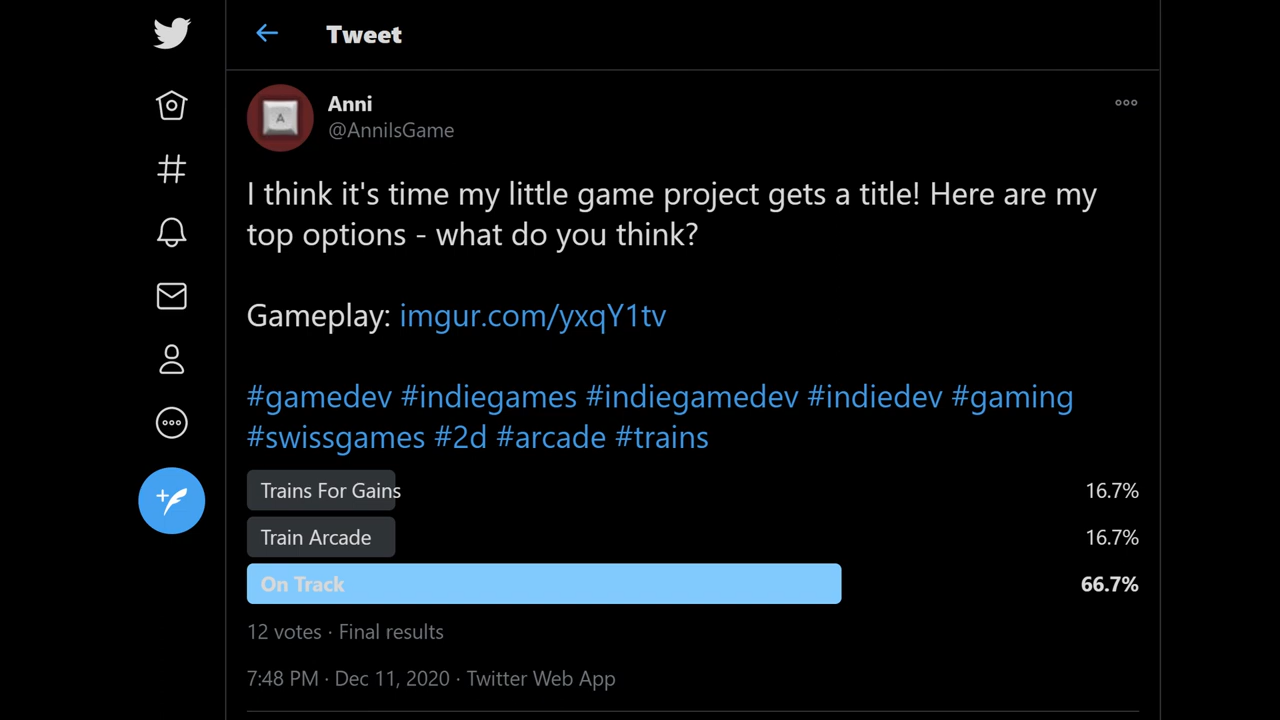 Tweet
Anni
@AnniIsGame
I think it's time my little game project gets a title! Here are my
top options - what do you think?
Gameplay: imgur.com/yxqY1tv
#gamedev #indiegames #indiegamedev #indiedev #gaming
#swissgames #2d #arcade #trains
Trains For Gains 16.7%
Train Arcade 16.7%
On Track 66.7%
12 votes · Final results
7:48 PM · Dec 11, 2020 · Twitter Web App